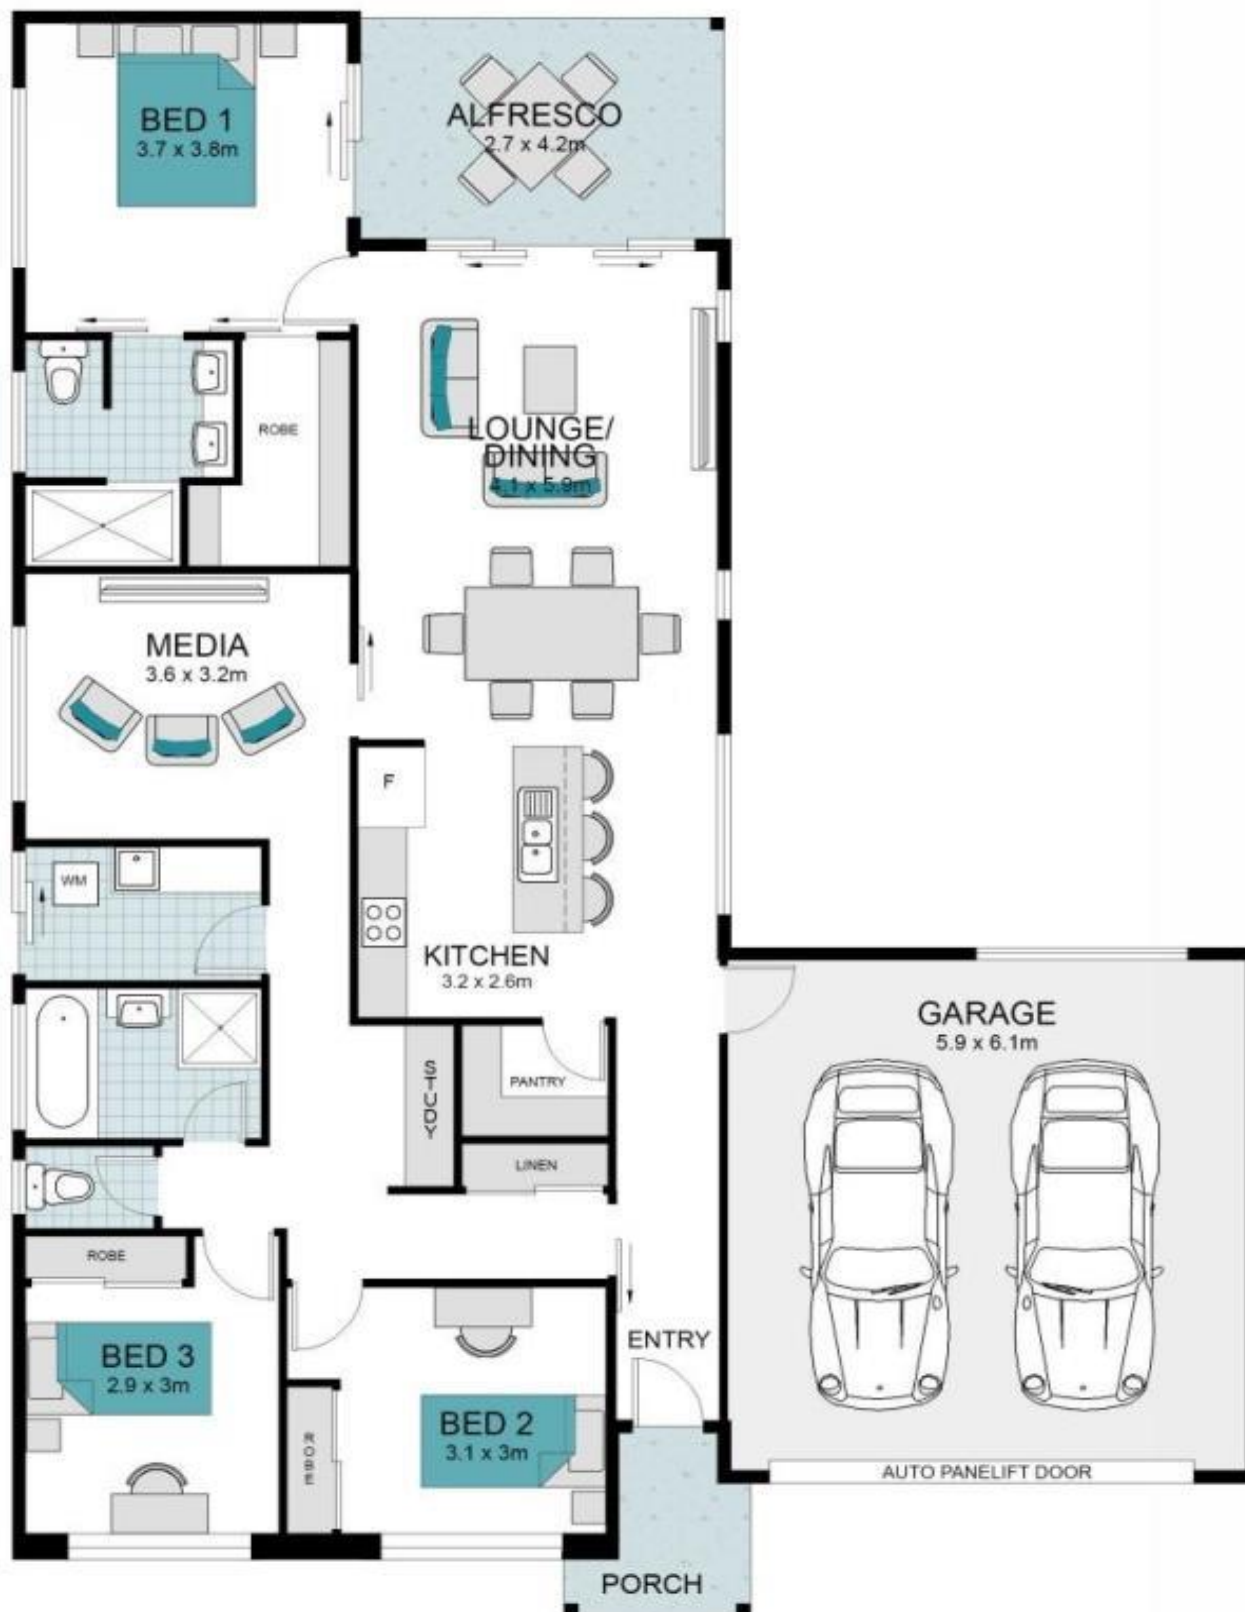 BED 1
3.7 x 3.8m
ALFRESCO
2.7 x 4.2m
ROBE
LOUNGE/
DINING
4.1 x 5.9m
MEDIA
3.6 x 3.2m
F
WM
KITCHEN
3.2 x 2.6m
GARAGE
5.9 x 6.1m
STUDY
PANTRY
LINEN
ROBE
ENTRY
BED 3
2.9 x 3m
BED 2
3.1 x 3m
ROBE
AUTO PANELIFT DOOR
PORCH